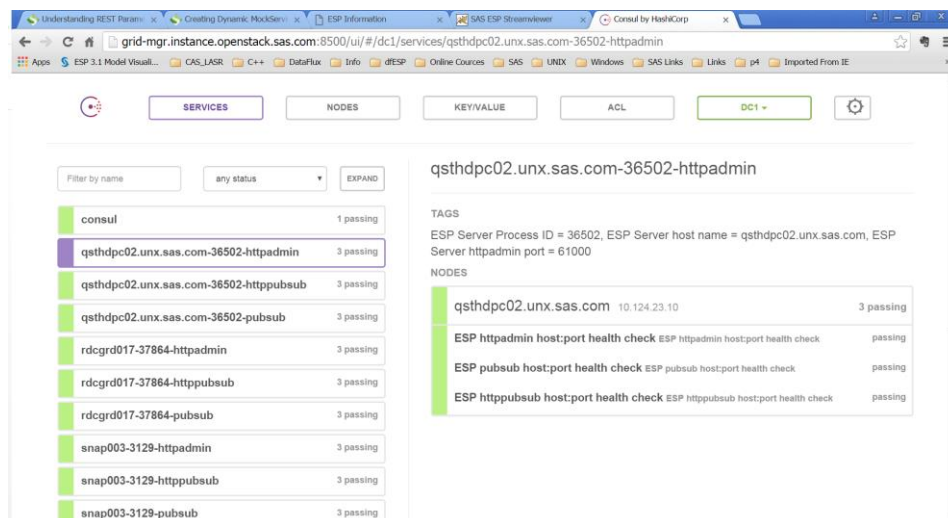 Understanding REST Parame
Creating Dynamic MockServi
ESP Information
SAS ESP Streamviewer
Consul by HashiCorp
grid-mgr.instance.openstack.sas.com:8500/ui/#/dc1/services/qsthdpc02.unx.sas.com-36502-httpadmin
Apps ESP 3.1 Model Visuali... CAS_LASR C++ DataFlux Info dfESP Online Cources SAS UNIX Windows SAS Links Links p4 Imported From IE
SERVICES NODES KEY/VALUE ACL DC1
Filter by name any status EXPAND
consul 1 passing
qsthdpc02.unx.sas.com-36502-httpadmin 3 passing
qsthdpc02.unx.sas.com-36502-httppubsub 3 passing
qsthdpc02.unx.sas.com-36502-pubsub 3 passing
rdcgrd017-37864-httpadmin 3 passing
rdcgrd017-37864-httppubsub 3 passing
rdcgrd017-37864-pubsub 3 passing
snap003-3129-httpadmin 3 passing
snap003-3129-httppubsub 3 passing
snap003-3129-pubsub 3 passing
qsthdpc02.unx.sas.com-36502-httpadmin
TAGS
ESP Server Process ID = 36502, ESP Server host name = qsthdpc02.unx.sas.com, ESP
Server httpadmin port = 61000
NODES
qsthdpc02.unx.sas.com 10.124.23.10 3 passing
ESP httpadmin host:port health check ESP httpadmin host:port health check passing
ESP pubsub host:port health check ESP pubsub host:port health check passing
ESP httppubsub host:port health check ESP httppubsub host:port health check passing